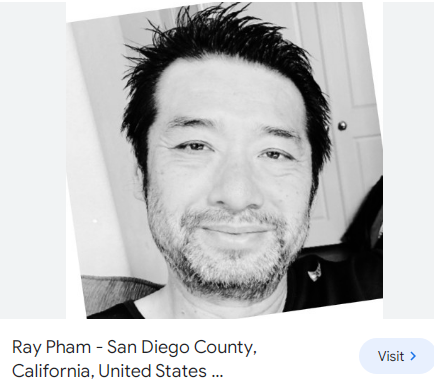 Ray Pham - San Diego County,
California, United States ...
Visit